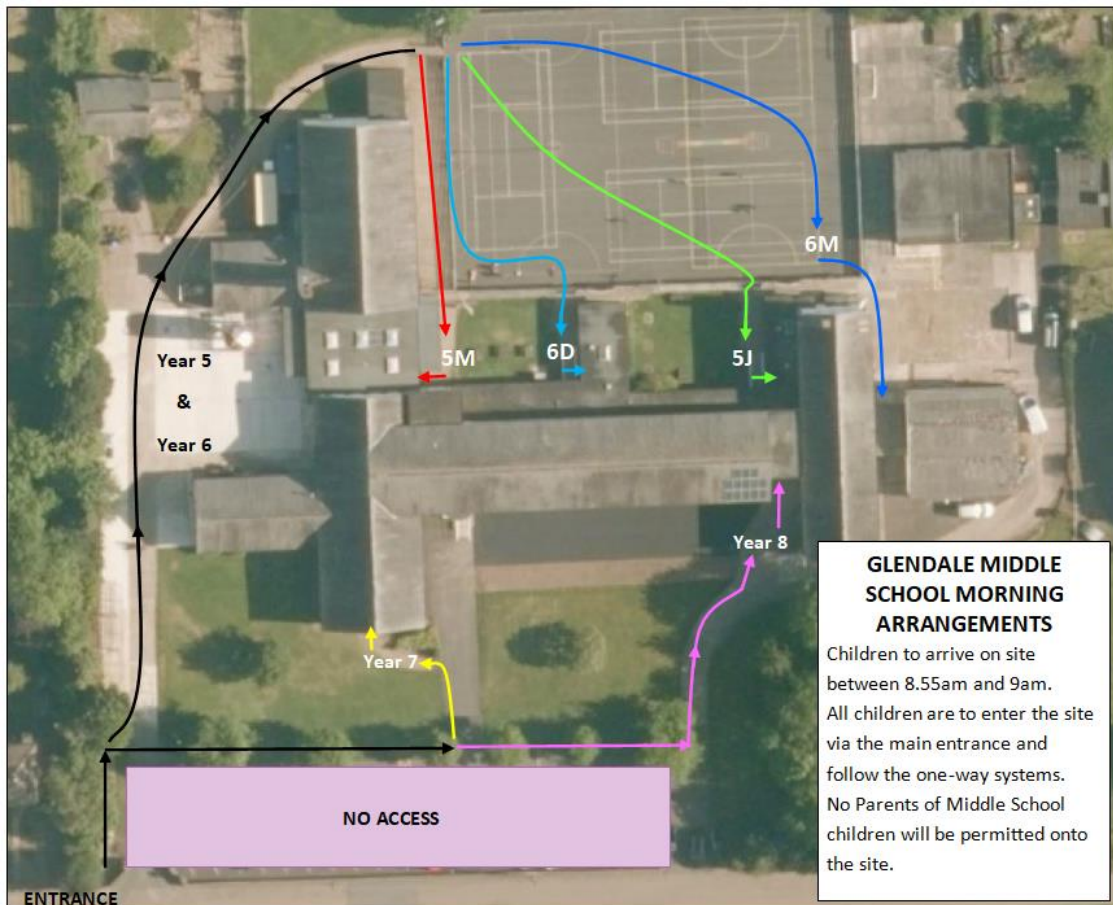 6M
5M
6D
5J
Year 5
&
Year 6
Year 8
Year 7
GLENDALE MIDDLE
SCHOOL MORNING
ARRANGEMENTS
Children to arrive on site
between 8.55am and 9am.
All children are to enter the site
via the main entrance and
follow the one-way systems.
No Parents of Middle School
children will be permitted onto
the site.
NO ACCESS
ENTRANCE